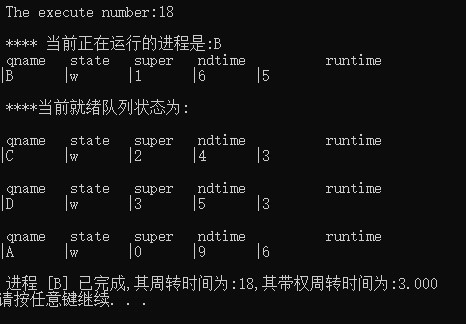 The execute number:18
**** 当前正在运行的进程是:B
qname state super ndtime runtime
|B |w |1 |6 |5
****当前就绪队列状态为:
qname state super ndtime runtime
|C |w |2 |4 |3
qname state super ndtime runtime
|D |w |3 |5 |3
qname state super ndtime runtime
|A |w |0 |9 |6
进程 [B] 已完成,其周转时间为:18,其带权周转时间为:3.000
请按任意键继续. . .